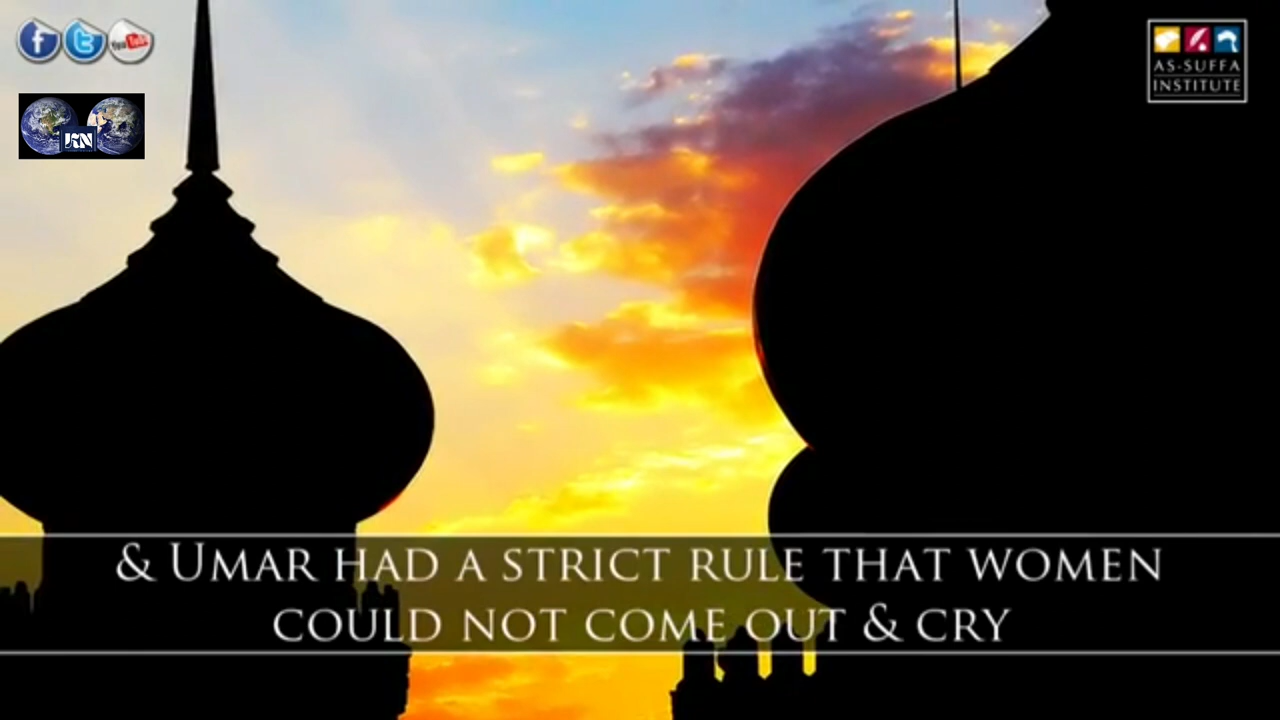 AS-SUFFA
INSTITUTE
& UMAR HAD A STRICT RULE THAT WOMEN
COULD NOT COME OUT & CRY